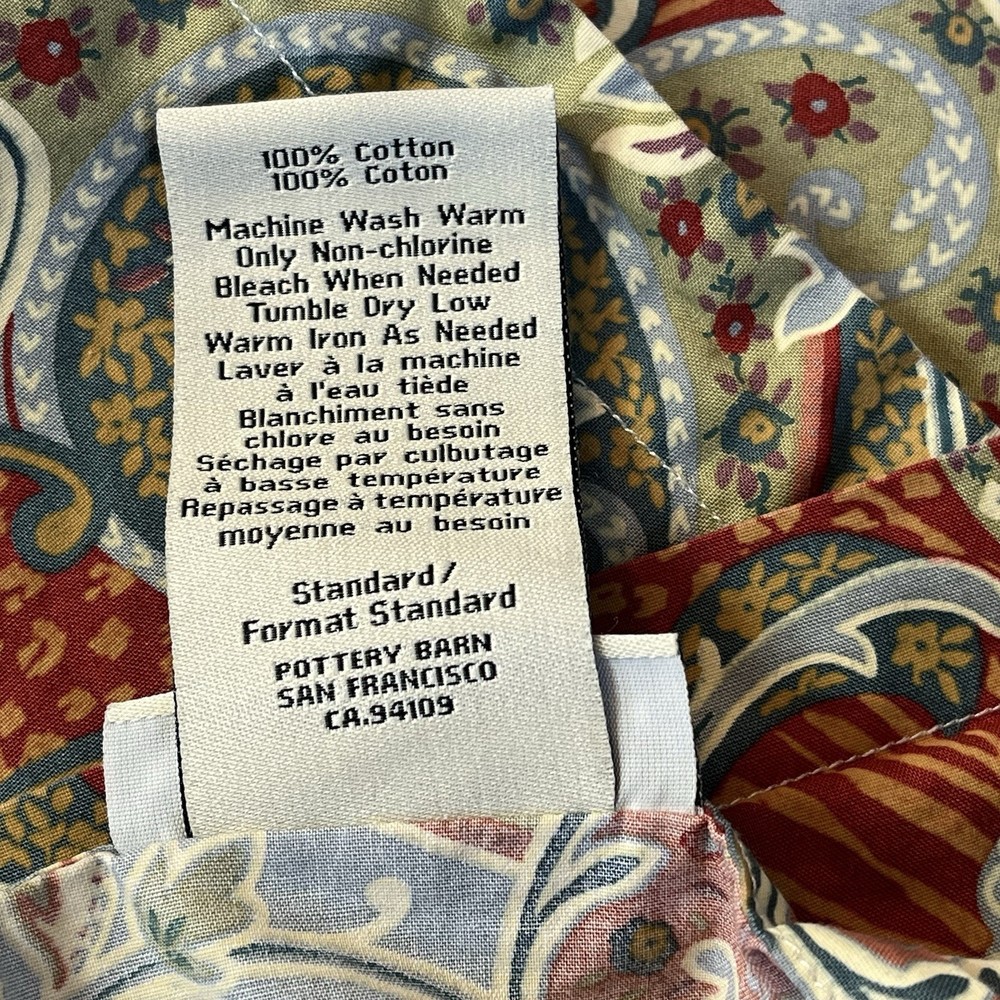 100% Cotton
100% Coton
Machine Wash Warm
Only Non-chlorine
Bleach When Needed
Tumble Dry Low
Warm Iron As Needed
Laver à la machine
à l'eau tiède
Blanchiment sans
chlore au besoin
Séchage par culbutage
à basse température
Repassage à température
moyenne au besoin
Standard/
Format Standard
POTTERY BARN
SAN FRANCISCO
CA.94109